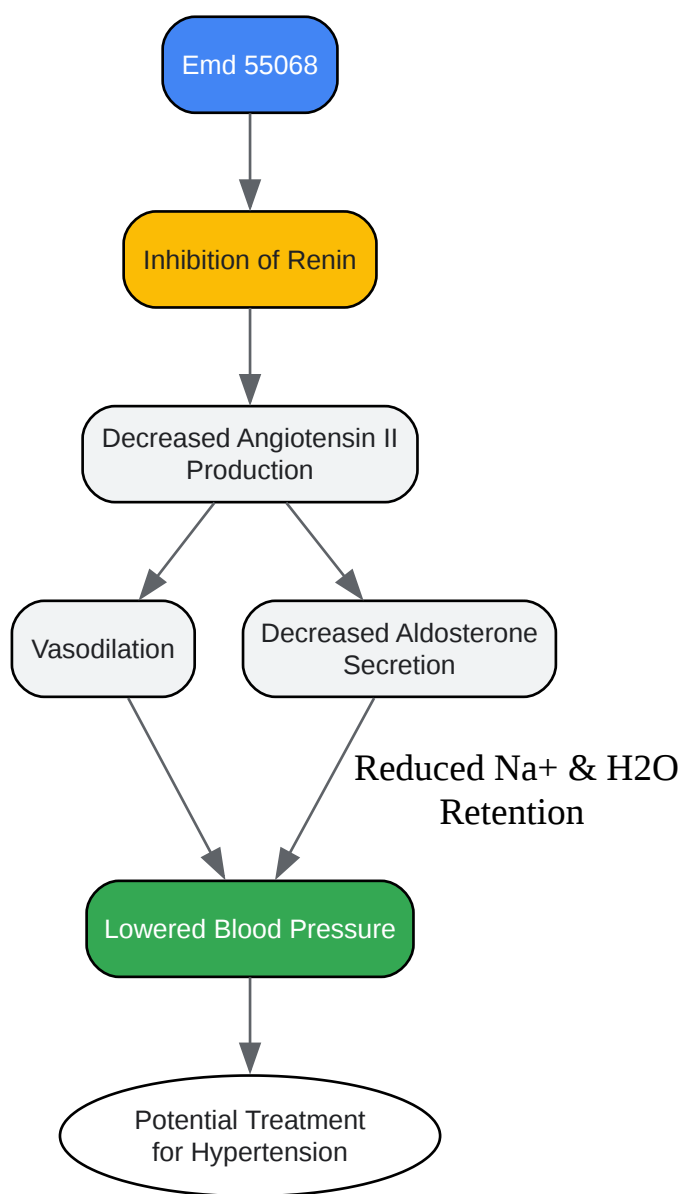 Emd 55068
Inhibition of Renin
Decreased Angiotensin II
Production
Vasodilation
Decreased Aldosterone
Secretion
Reduced Na+ & H2O
Retention
Lowered Blood Pressure
Potential Treatment
for Hypertension